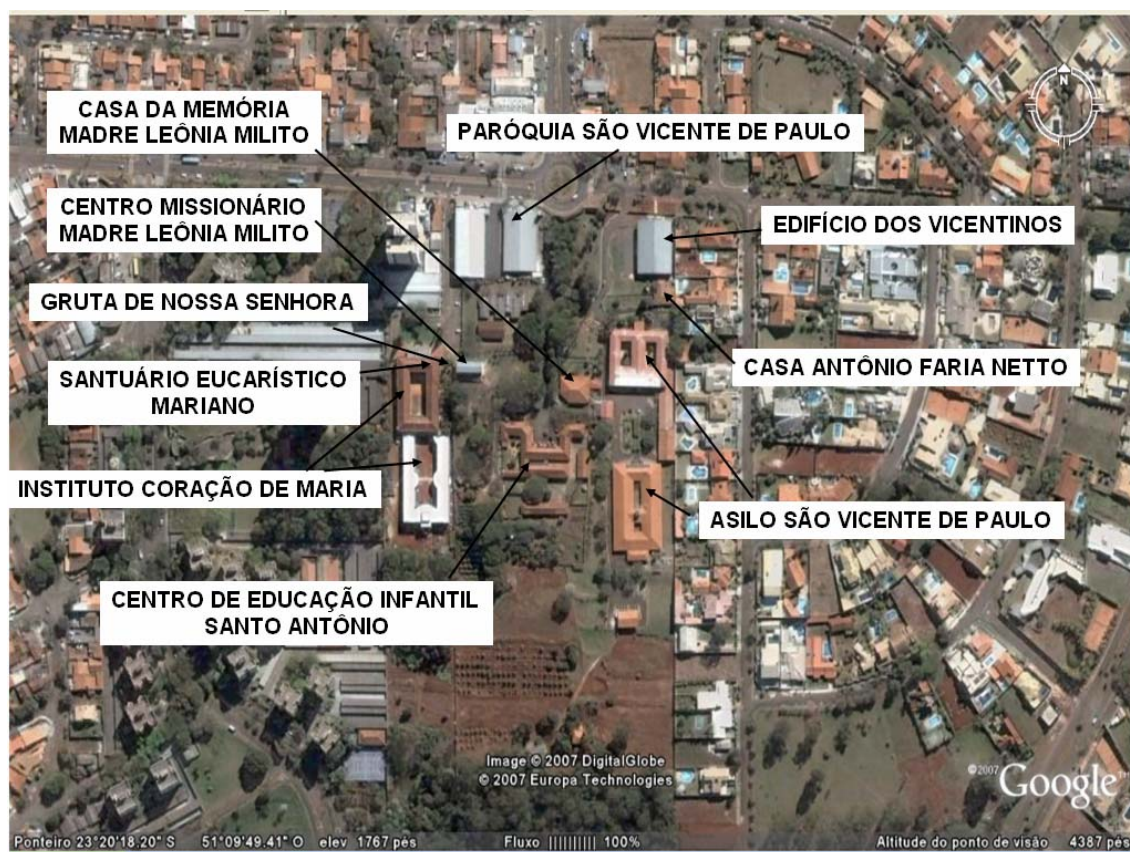 CASA DA MEMÓRIA
MADRE LEÔNIA MILITO
PARÓQUIA SÃO VICENTE DE PAULO
N
CENTRO MISSIONÁRIO
MADRE LEÔNIA MILITO
EDIFÍCIO DOS VICENTINOS
GRUTA DE NOSSA SENHORA
SANTUÁRIO EUCARÍSTICO
MARIANO
CASA ANTÔNIO FARIA NETTO
INSTITUTO CORAÇÃO DE MARIA
ASILO SÃO VICENTE DE PAULO
CENTRO DE EDUCAÇÃO INFANTIL
SANTO ANTÔNIO
Image © 2007 DigitalGlobe
© 2007 Europa Technologies
©2007 Google™
Ponteiro 23°20'18.20" S 51°09'49.41" O elev 1767 pés Fluxo |||||||||| 100% Altitude do ponto de visão 4387 pés